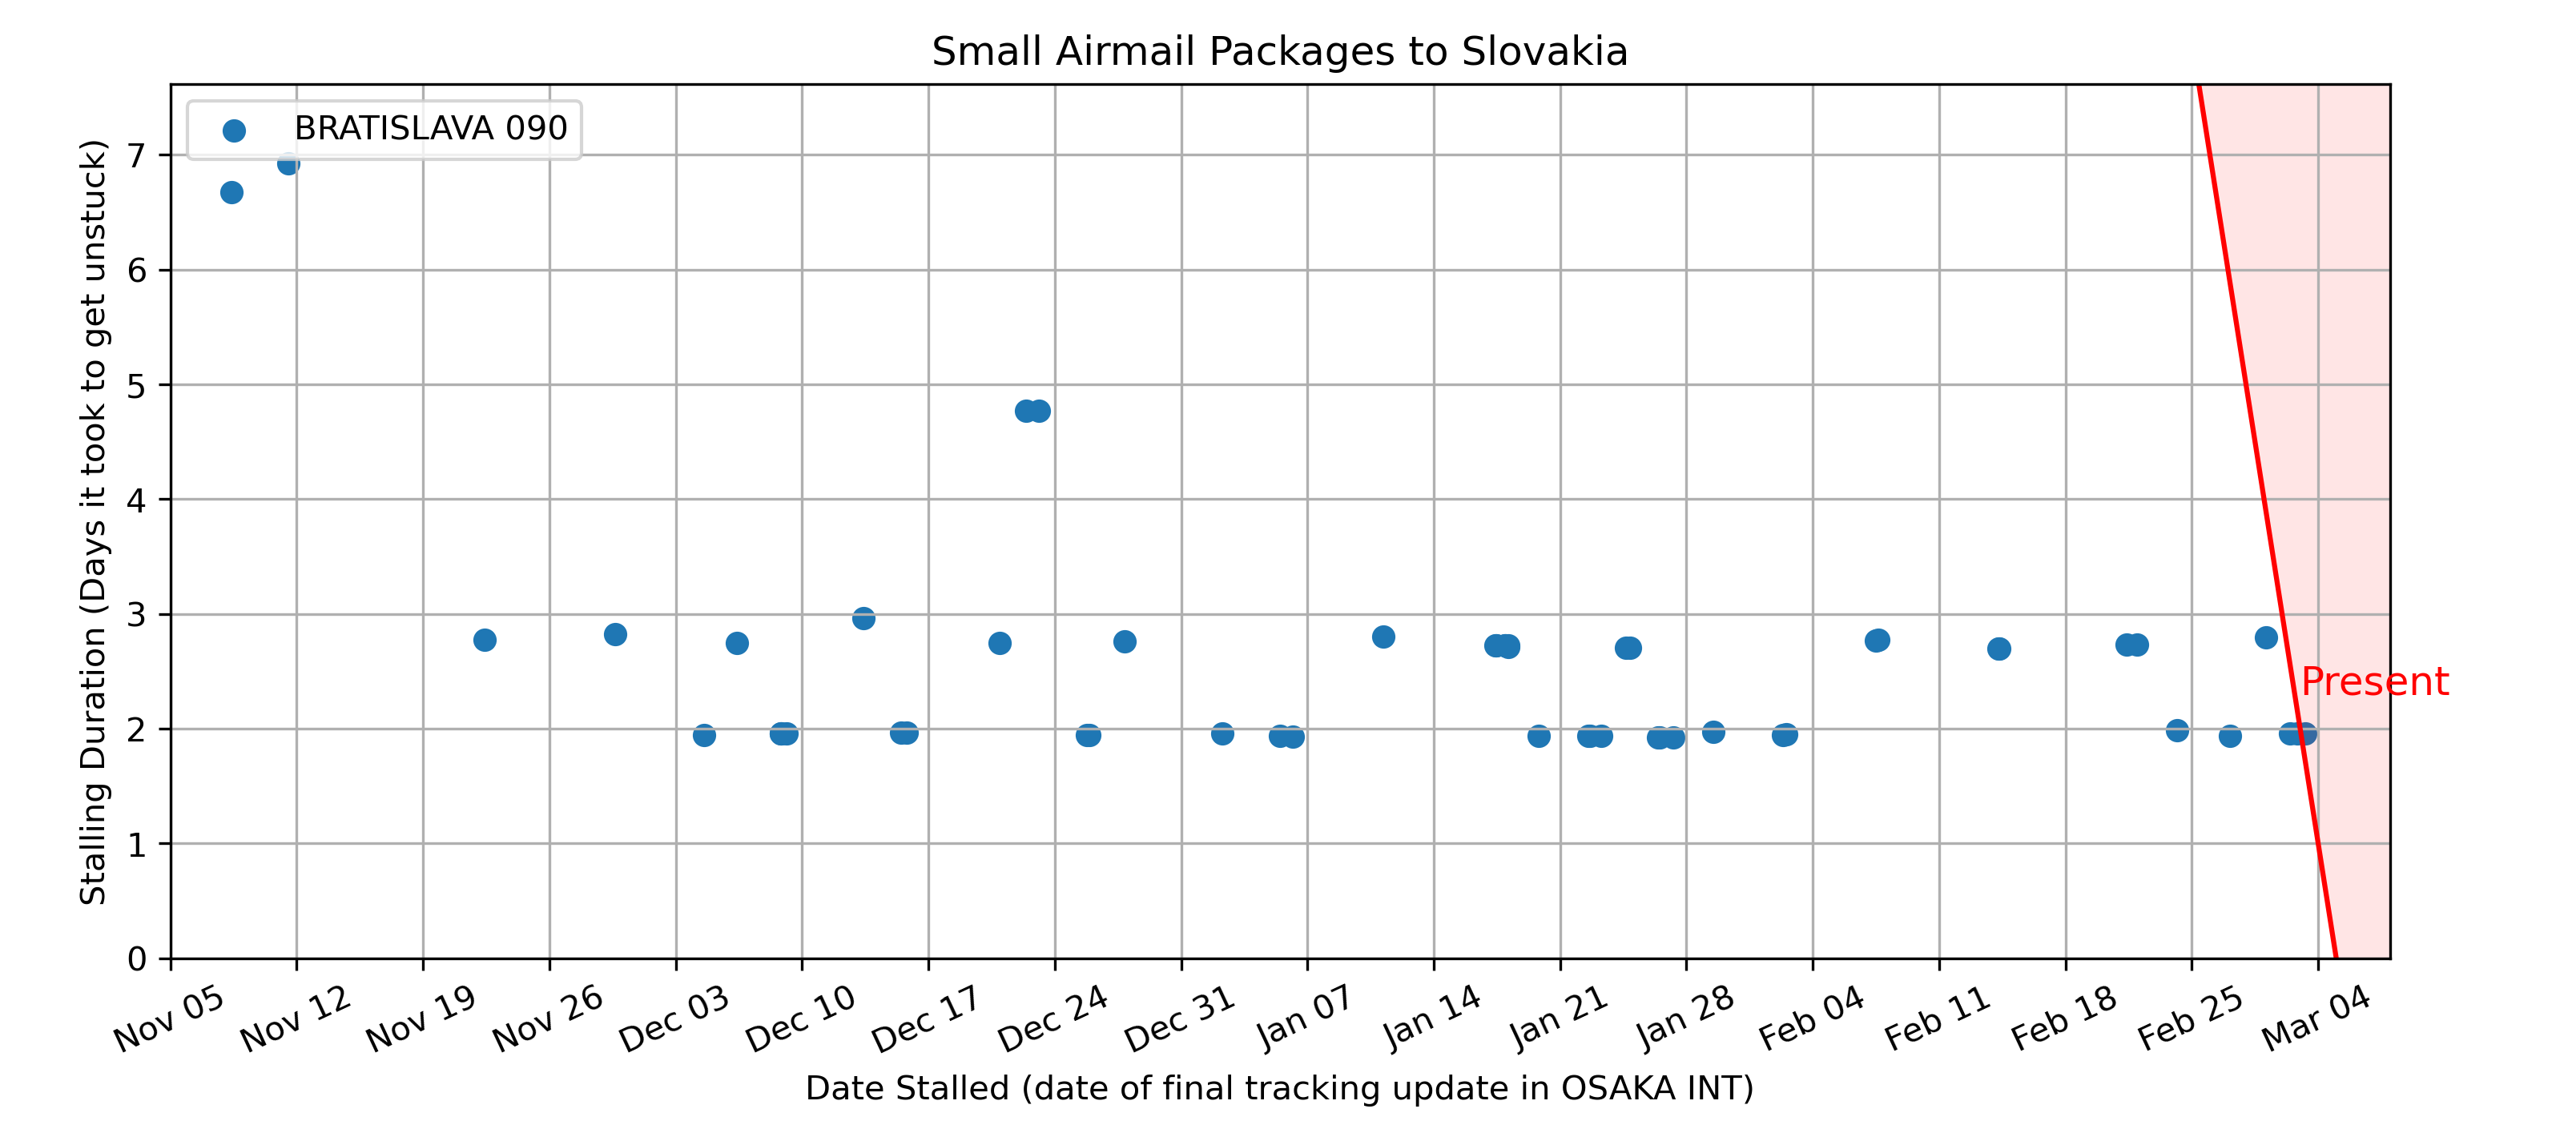 Small Airmail Packages to Slovakia
BRATISLAVA 090
Stalling Duration (Days it took to get unstuck)
7
6
5
4
3
2
1
0
Present
Nov 05
Nov 12
Nov 19
Nov 26
Dec 03
Dec 10
Dec 17
Dec 24
Dec 31
Jan 07
Jan 14
Jan 21
Jan 28
Feb 04
Feb 11
Feb 18
Feb 25
Mar 04
Date Stalled (date of final tracking update in OSAKA INT)